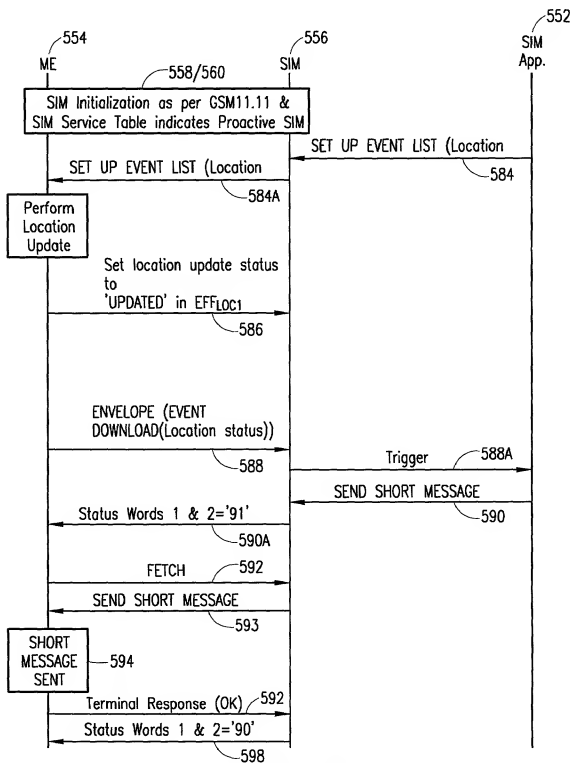 552
554
556
SIM
App.
ME
558/560
SIM
SIM Initialization as per GSM11.11 &
SIM Service Table indicates Proactive SIM
SET UP EVENT LIST (Location
584
SET UP EVENT LIST (Location
584A
Perform
Location
Update
Set location update status
to
'UPDATED' in EFFLOC1
586
ENVELOPE (EVENT
DOWNLOAD(Location status))
588
Trigger
588A
SEND SHORT MESSAGE
590
Status Words 1 & 2='91'
590A
FETCH
592
SEND SHORT MESSAGE
593
SHORT
MESSAGE
SENT
594
Terminal Response (OK)
592
Status Words 1 & 2='90'
598